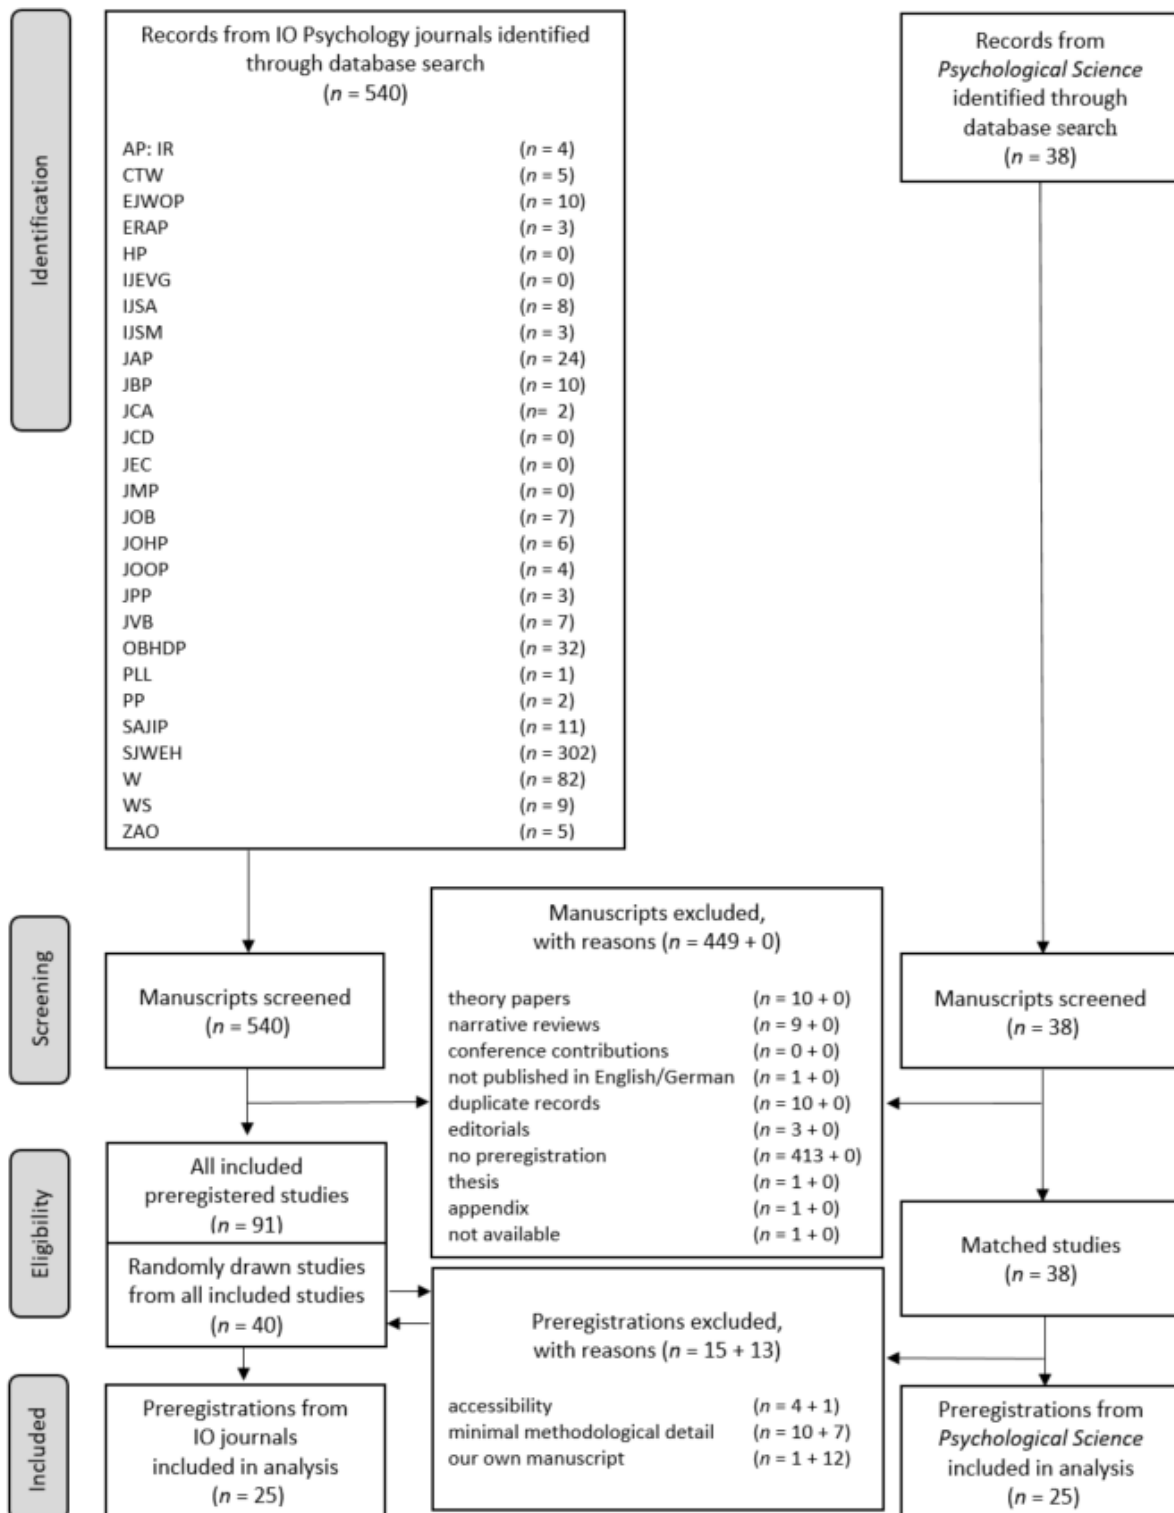 Identification
Records from IO Psychology journals identified
through database search
(n = 540)
AP: IR (n = 4)
CTW (n = 5)
EJWOP (n = 10)
ERAP (n = 3)
HP (n = 0)
IJEVG (n = 0)
IJSA (n = 8)
IJSM (n = 3)
JAP (n = 24)
JBP (n = 10)
JCA (n= 2)
JCD (n = 0)
JEC (n = 0)
JMP (n = 0)
JOB (n = 7)
JOHP (n = 6)
JOOP (n = 4)
JPP (n = 3)
JVB (n = 7)
OBHDP (n = 32)
PLL (n = 1)
PP (n = 2)
SAJIP (n = 11)
SJWEH (n = 302)
W (n = 82)
WS (n = 9)
ZAO (n = 5)
Records from
Psychological Science
identified through
database search
(n = 38)
Screening
Manuscripts screened
(n = 540)
Manuscripts excluded,
with reasons (n = 449 + 0)
theory papers (n = 10 + 0)
narrative reviews (n = 9 + 0)
conference contributions (n = 0 + 0)
not published in English/German (n = 1 + 0)
duplicate records (n = 10 + 0)
editorials (n = 3 + 0)
no preregistration (n = 413 + 0)
thesis (n = 1 + 0)
appendix (n = 1 + 0)
not available (n = 1 + 0)
Manuscripts screened
(n = 38)
Eligibility
All included
preregistered studies
(n = 91)
Randomly drawn studies
from all included studies
(n = 40)
Matched studies
(n = 38)
Preregistrations excluded,
with reasons (n = 15 + 13)
accessibility (n = 4 + 1)
minimal methodological detail (n = 10 + 7)
our own manuscript (n = 1 + 12)
Included
Preregistrations from
IO journals
included in analysis
(n = 25)
Preregistrations from
Psychological Science
included in analysis
(n = 25)